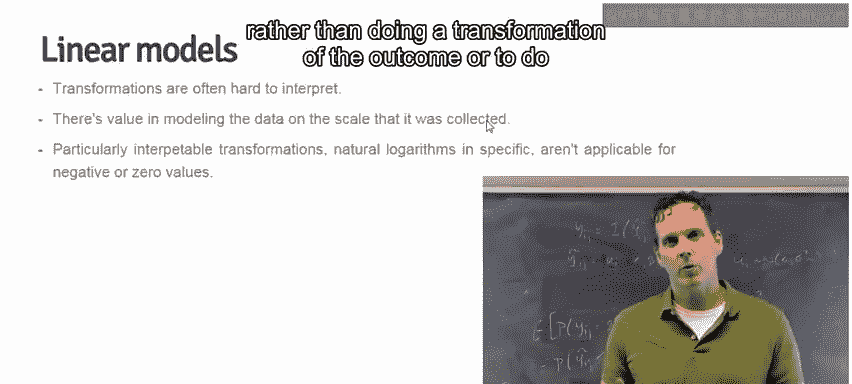 rather than doing a transformation
of the outcome or to do
Linear models
- Transformations are often hard to interpret.
- There's value in modeling the data on the scale that it was collected.
- Particularly interpetable transformations, natural logarithms in specific, aren't applicable for
negative or zero values.